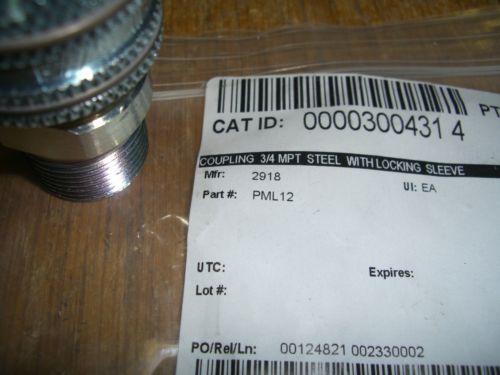 PT
CAT ID: 0000300431 4
COUPLING 3/4 MPT STEEL WITH LOCKING SLEEVE
Mfr: 2918
UI: EA
Part #: PML12
UTC:
Expires:
Lot #:
PO/Rel/Ln: 00124821 002330002